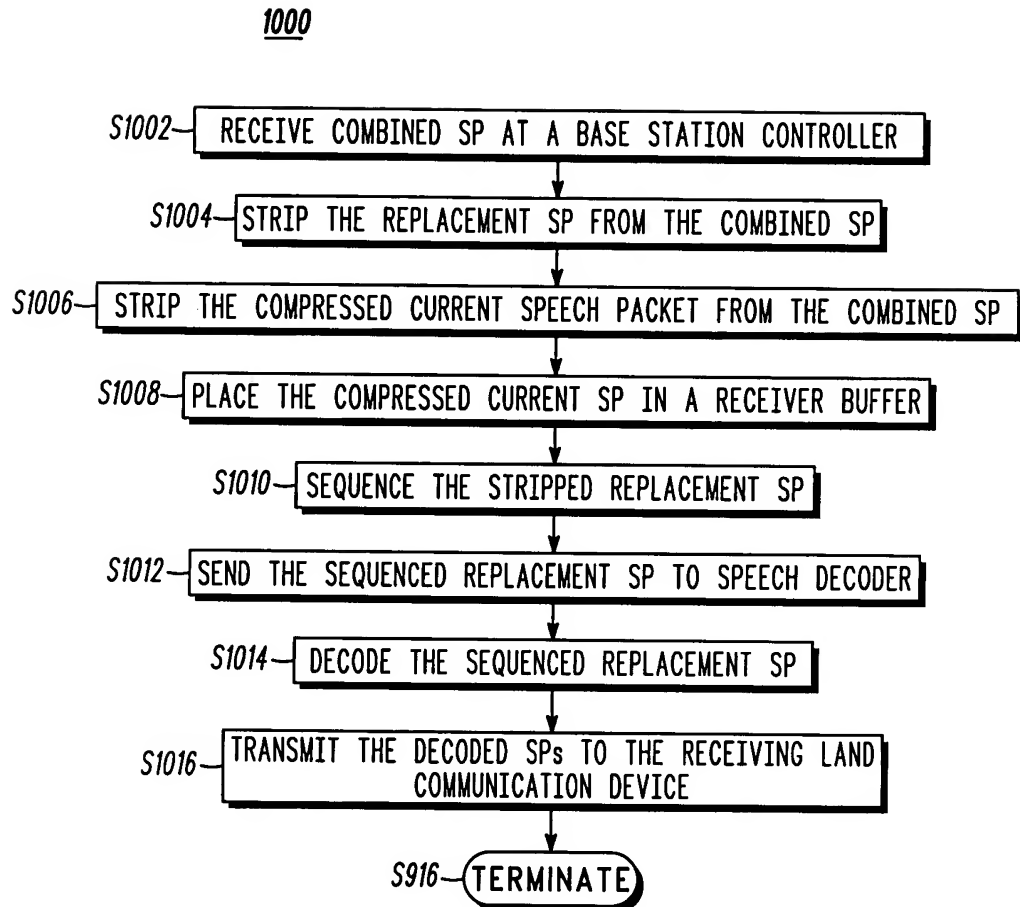 1000
S1002 RECEIVE COMBINED SP AT A BASE STATION CONTROLLER
S1004 STRIP THE REPLACEMENT SP FROM THE COMBINED SP
S1006 STRIP THE COMPRESSED CURRENT SPEECH PACKET FROM THE COMBINED SP
S1008 PLACE THE COMPRESSED CURRENT SP IN A RECEIVER BUFFER
S1010 SEQUENCE THE STRIPPED REPLACEMENT SP
S1012 SEND THE SEQUENCED REPLACEMENT SP TO SPEECH DECODER
S1014 DECODE THE SEQUENCED REPLACEMENT SP
S1016 TRANSMIT THE DECODED SPs TO THE RECEIVING LAND
COMMUNICATION DEVICE
S916 TERMINATE